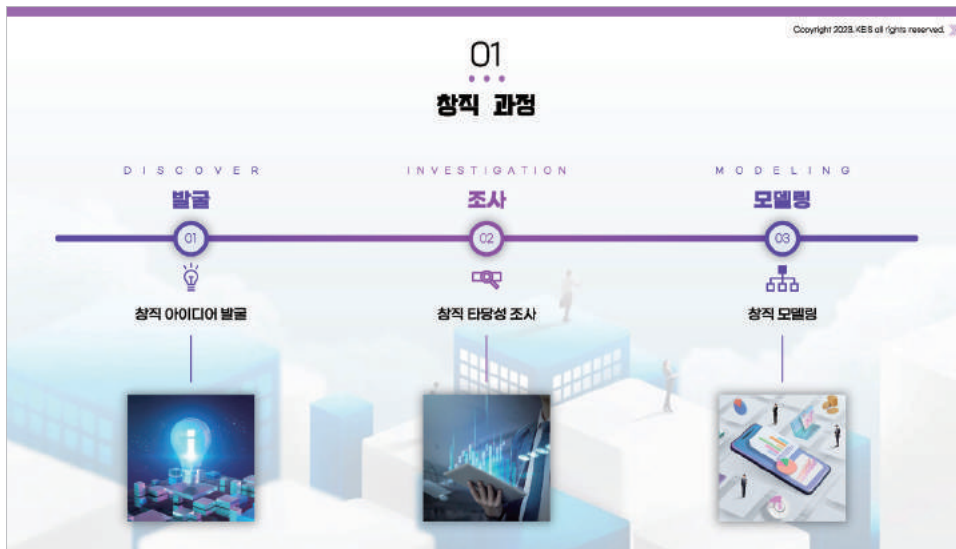 Copyright 2023. KBS all rights reserved.
01
창직 과정
DISCOVER
발굴
01
창직 아이디어 발굴
INVESTIGATION
조사
02
창직 타당성 조사
MODELING
모델링
03
창직 모델링